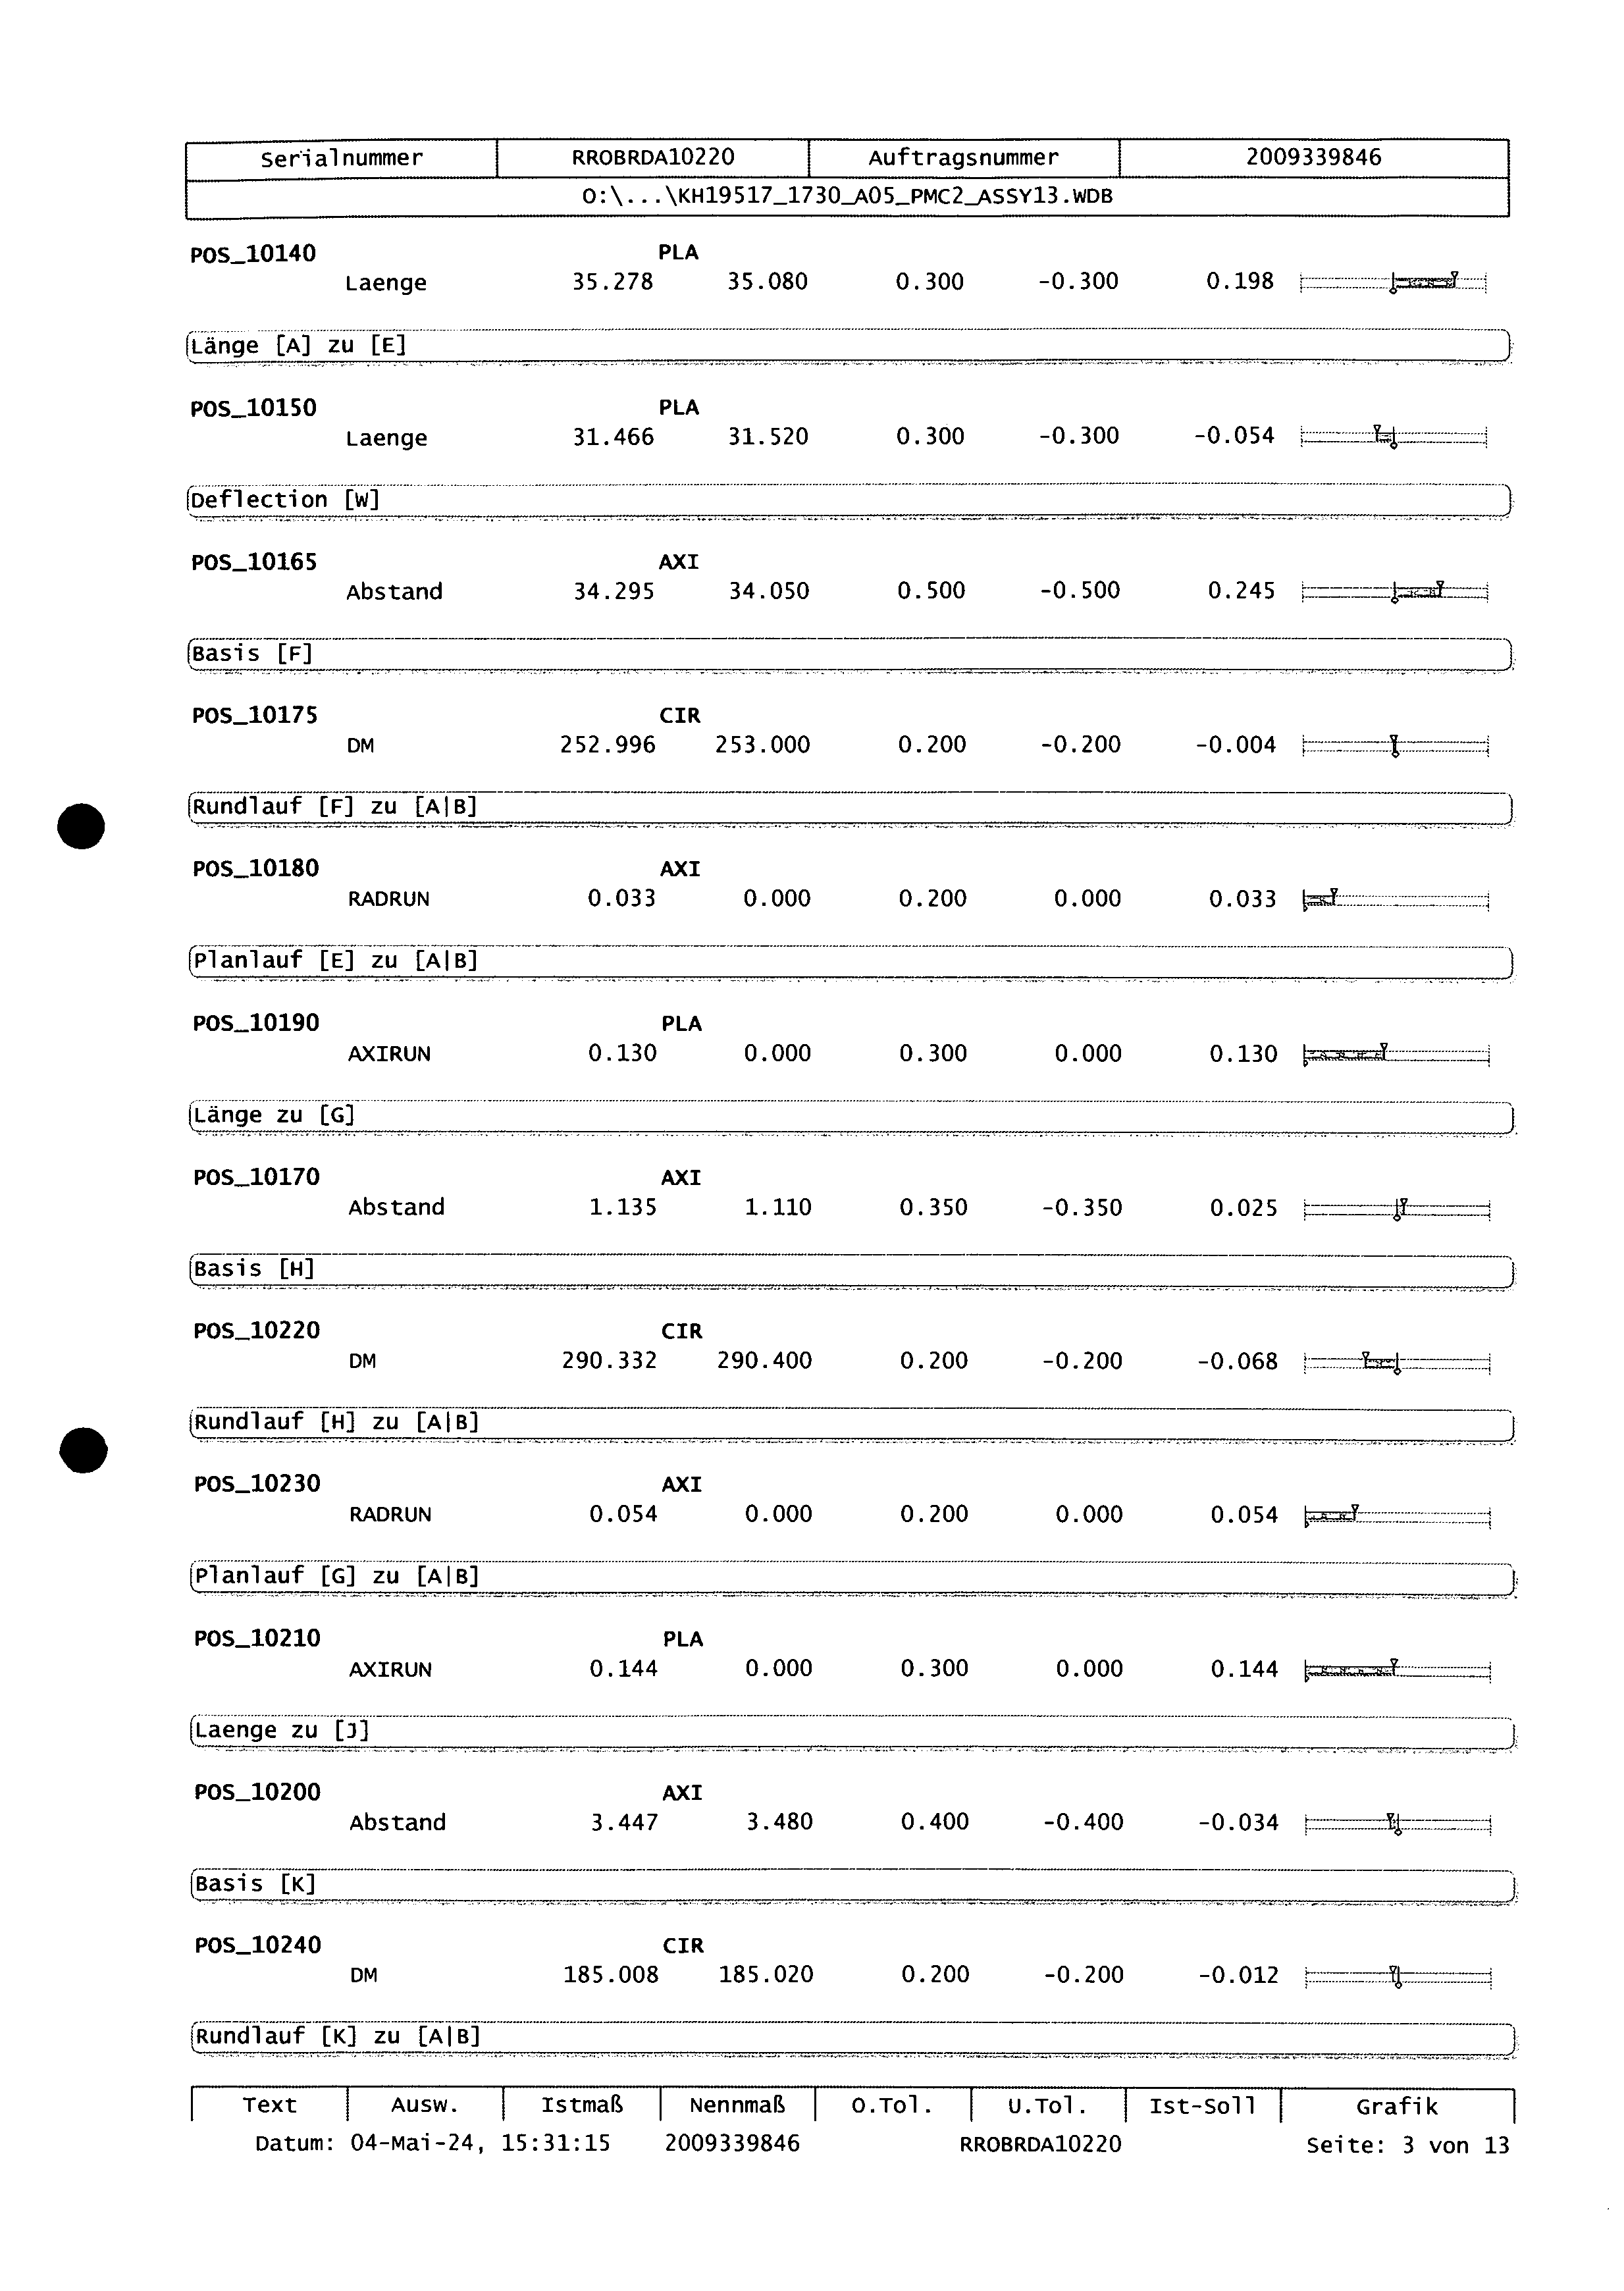 Serialnummer RROBRDA10220 Auftragsnummer 2009339846
O:\...\KH19517_1730_A05_PMC2_ASSY13.WDB
POS_10140 PLA
Laenge 35.278 35.080 0.300 -0.300 0.198
Länge [A] zu [E]
POS_10150 PLA
Laenge 31.466 31.520 0.300 -0.300 -0.054
Deflection [W]
POS_10165 AXI
Abstand 34.295 34.050 0.500 -0.500 0.245
Basis [F]
POS_10175 CIR
DM 252.996 253.000 0.200 -0.200 -0.004
Rundlauf [F] zu [A|B]
POS_10180 AXI
RADRUN 0.033 0.000 0.200 0.000 0.033
Planlauf [E] zu [A|B]
POS_10190 PLA
AXIRUN 0.130 0.000 0.300 0.000 0.130
Länge zu [G]
POS_10170 AXI
Abstand 1.135 1.110 0.350 -0.350 0.025
Basis [H]
POS_10220 CIR
DM 290.332 290.400 0.200 -0.200 -0.068
Rundlauf [H] zu [A|B]
POS_10230 AXI
RADRUN 0.054 0.000 0.200 0.000 0.054
Planlauf [G] zu [A|B]
POS_10210 PLA
AXIRUN 0.144 0.000 0.300 0.000 0.144
Laenge zu [J]
POS_10200 AXI
Abstand 3.447 3.480 0.400 -0.400 -0.034
Basis [K]
POS_10240 CIR
DM 185.008 185.020 0.200 -0.200 -0.012
Rundlauf [K] zu [A|B]
Text Ausw. Istmaß Nennmaß O.Tol. U.Tol. Ist-Soll Grafik
Datum: 04-Mai-24, 15:31:15 2009339846 RROBRDA10220 Seite: 3 von 13